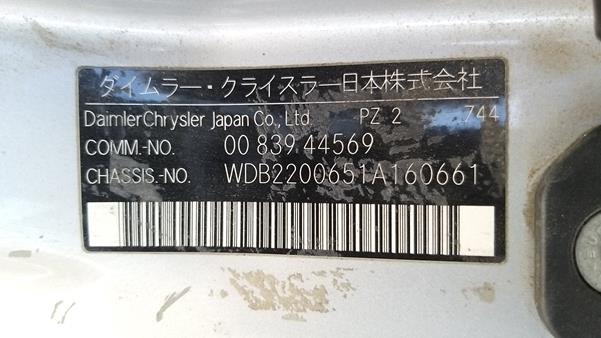 ダイムラー・クライスラー日本株式会社
DaimlerChrysler Japan Co., Ltd. PZ 2 744
COMM.-NO. 00 839 44569
CHASSIS.-NO. WDB2200651A160661